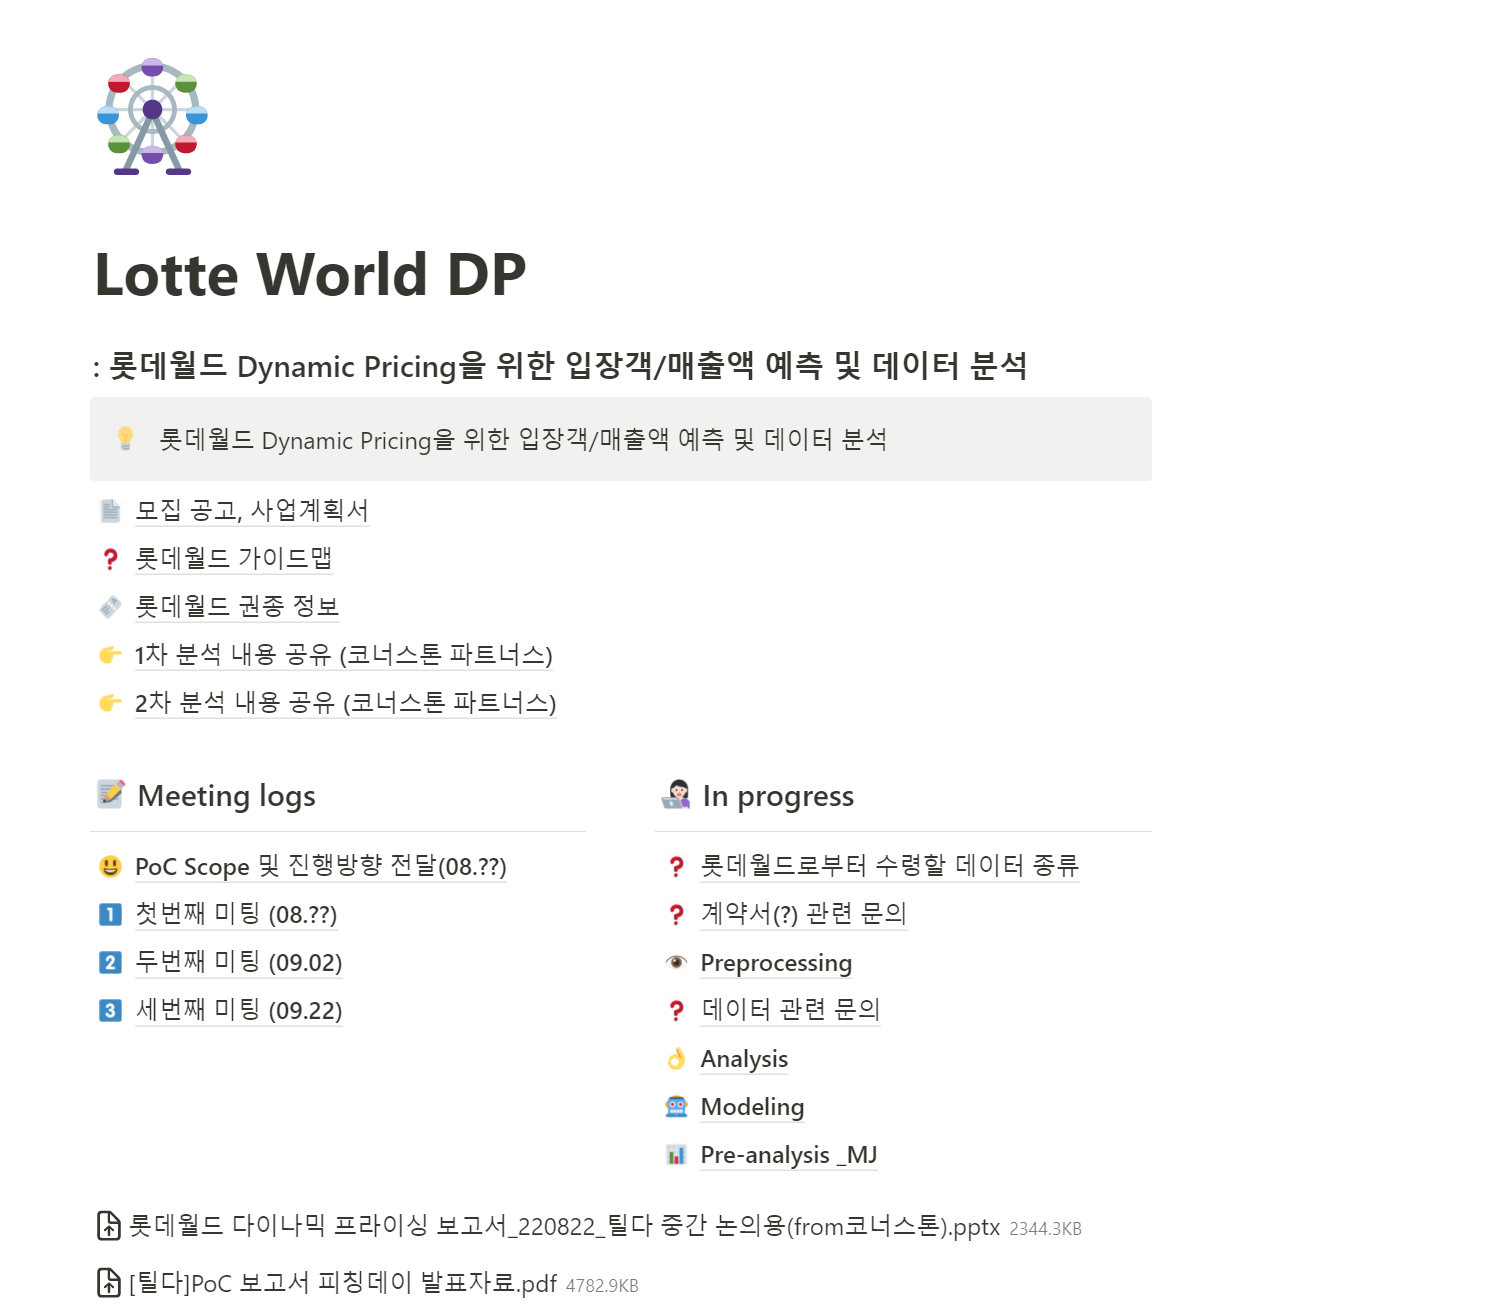 Lotte World DP
: 롯데월드 Dynamic Pricing을 위한 입장객/매출액 예측 및 데이터 분석
롯데월드 Dynamic Pricing을 위한 입장객/매출액 예측 및 데이터 분석
모집 공고, 사업계획서
롯데월드 가이드맵
롯데월드 권종 정보
1차 분석 내용 공유 (코너스톤 파트너스)
2차 분석 내용 공유 (코너스톤 파트너스)
Meeting logs
PoC Scope 및 진행방향 전달(08.??)
첫번째 미팅 (08.??)
두번째 미팅 (09.02)
세번째 미팅 (09.22)
In progress
롯데월드로부터 수령할 데이터 종류
계약서(?) 관련 문의
Preprocessing
데이터 관련 문의
Analysis
Modeling
Pre-analysis _MJ
롯데월드 다이나믹 프라이싱 보고서_220822_틸다 중간 논의용(from코너스톤).pptx 2344.3KB
[틸다]PoC 보고서 피칭데이 발표자료.pdf 4782.9KB